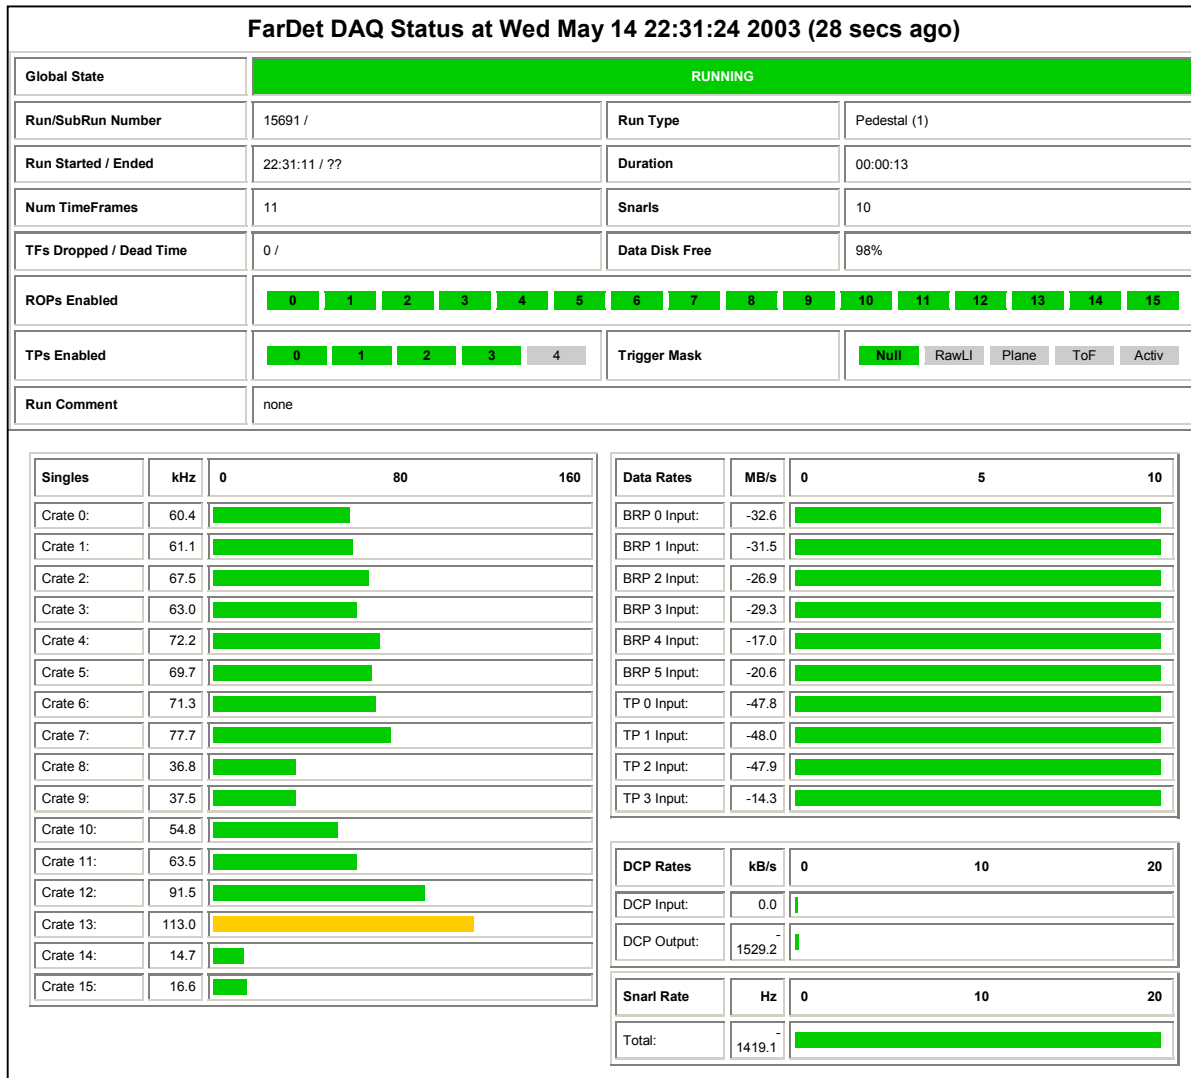 FarDet DAQ Status at Wed May 14 22:31:24 2003 (28 secs ago)
Global State RUNNING
Run/SubRun Number 15691 / Run Type Pedestal (1)
Run Started / Ended 22:31:11 / ?? Duration 00:00:13
Num TimeFrames 11 Snarls 10
TFs Dropped / Dead Time 0 / Data Disk Free 98%
ROPs Enabled 0 1 2 3 4 5 6 7 8 9 10 11 12 13 14 15
TPs Enabled 0 1 2 3 4 Trigger Mask Null RawLI Plane ToF Activ
Run Comment none
Singles kHz 0 80 160
Crate 0: 60.4
Crate 1: 61.1
Crate 2: 67.5
Crate 3: 63.0
Crate 4: 72.2
Crate 5: 69.7
Crate 6: 71.3
Crate 7: 77.7
Crate 8: 36.8
Crate 9: 37.5
Crate 10: 54.8
Crate 11: 63.5
Crate 12: 91.5
Crate 13: 113.0
Crate 14: 14.7
Crate 15: 16.6
Data Rates MB/s 0 5 10
BRP 0 Input: -32.6
BRP 1 Input: -31.5
BRP 2 Input: -26.9
BRP 3 Input: -29.3
BRP 4 Input: -17.0
BRP 5 Input: -20.6
TP 0 Input: -47.8
TP 1 Input: -48.0
TP 2 Input: -47.9
TP 3 Input: -14.3
DCP Rates kB/s 0 10 20
DCP Input: 0.0
DCP Output: -
1529.2
Snarl Rate Hz 0 10 20
Total: -
1419.1